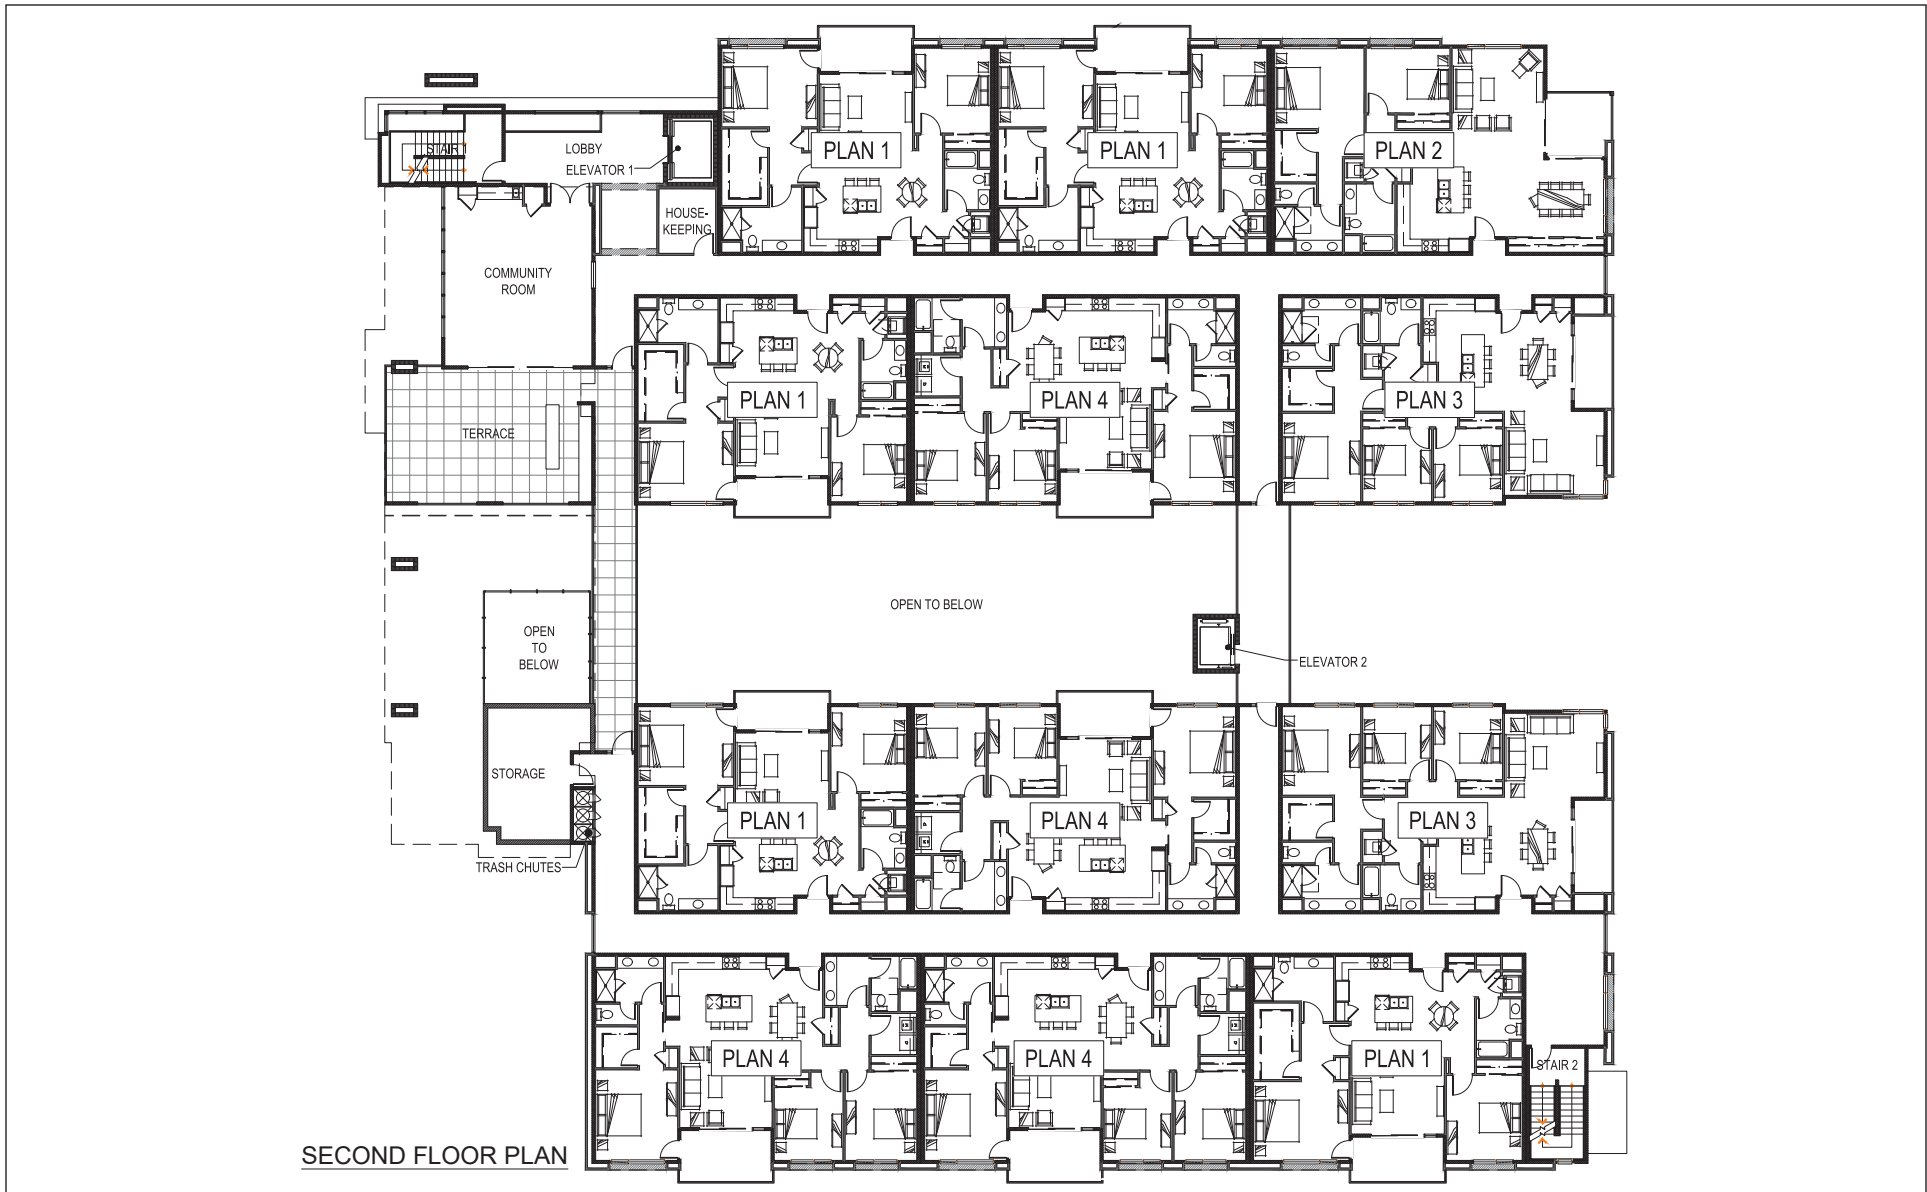 STAIR 1
LOBBY
ELEVATOR 1
PLAN 1
PLAN 1
PLAN 2
HOUSE-
KEEPING
COMMUNITY
ROOM
PLAN 1
PLAN 4
PLAN 3
TERRACE
OPEN TO BELOW
OPEN
TO
BELOW
ELEVATOR 2
STORAGE
PLAN 1
PLAN 4
PLAN 3
TRASH CHUTES
PLAN 4
PLAN 4
PLAN 1
STAIR 2
SECOND FLOOR PLAN